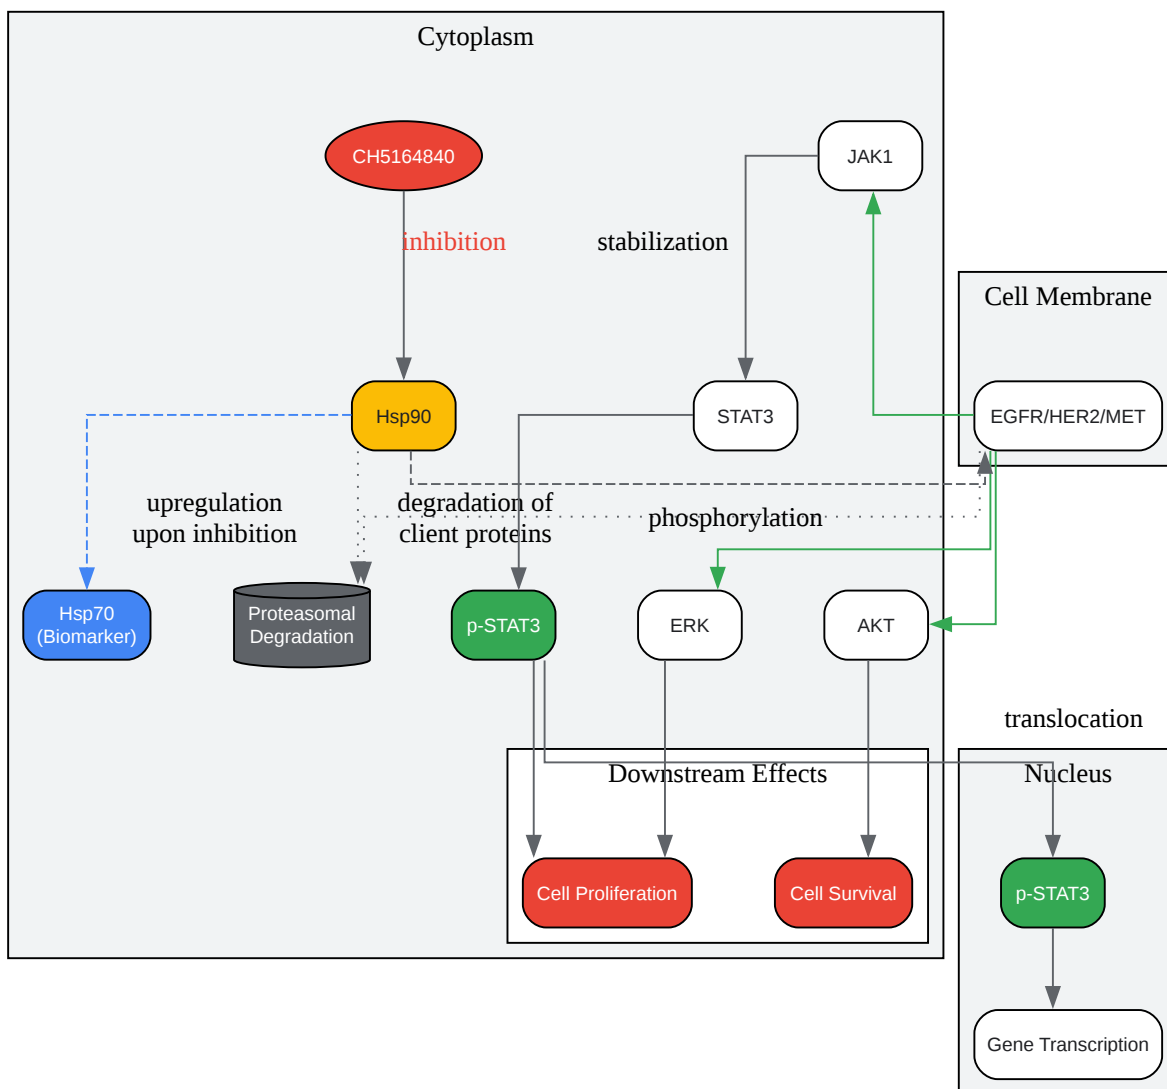 Cytoplasm
CH5164840
JAK1
inhibition
stabilization
Cell Membrane
Hsp90
STAT3
EGFR/HER2/MET
upregulation
upon inhibition
degradation of
client proteins
phosphorylation
Hsp70
(Biomarker)
Proteasomal
Degradation
p-STAT3
ERK
AKT
translocation
Downstream Effects
Nucleus
Cell Proliferation
Cell Survival
p-STAT3
Gene Transcription